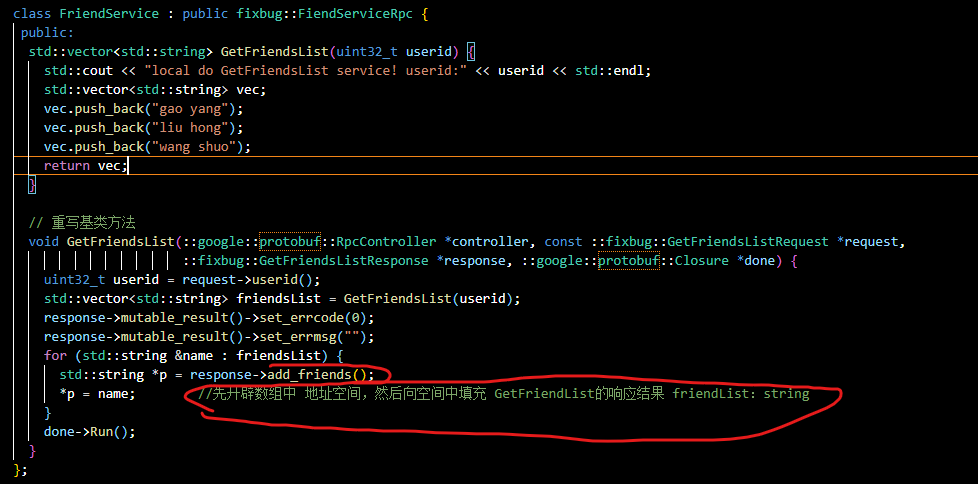 class FriendService : public fixbug::FiendServiceRpc {
public:
std::vector<std::string> GetFriendsList(uint32_t userid) {
std::cout << "local do GetFriendsList service! userid:" << userid << std::endl;
std::vector<std::string> vec;
vec.push_back("gao yang");
vec.push_back("liu hong");
vec.push_back("wang shuo");
return vec;
}
// 重写基类方法
void GetFriendsList(::google::protobuf::RpcController *controller, const ::fixbug::GetFriendsListRequest *request,
::fixbug::GetFriendsListResponse *response, ::google::protobuf::Closure *done) {
uint32_t userid = request->userid();
std::vector<std::string> friendsList = GetFriendsList(userid);
response->mutable_result()->set_errcode(0);
response->mutable_result()->set_errmsg("");
for (std::string &name : friendsList) {
std::string *p = response->add_friends();
*p = name; //先开辟数组中 地址空间，然后向空间中填充 GetFriendList的响应结果 friendList: string
}
done->Run();
}
};